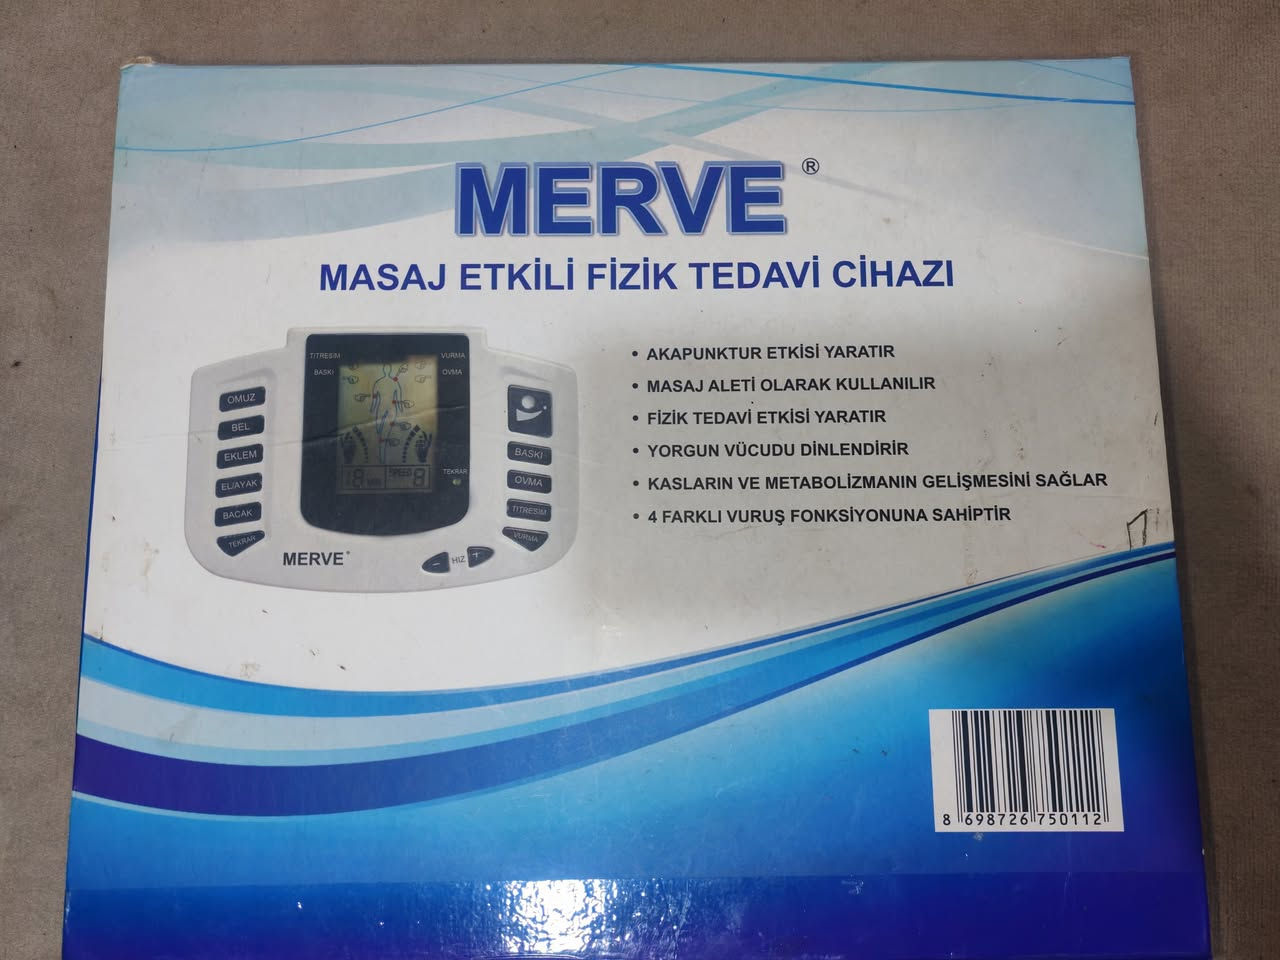 MERVE ®
MASAJ ETKİLİ FİZİK TEDAVİ CİHAZI
• AKAPUNKTUR ETKİSİ YARATIR
• MASAJ ALETİ OLARAK KULLANILIR
• FİZİK TEDAVİ ETKİSİ YARATIR
• YORGUN VÜCUDU DİNLENDİRİR
• KASLARIN VE METABOLİZMANIN GELİŞMESİNİ SAĞLAR
• 4 FARKLI VURUŞ FONKSİYONUNA SAHİPTİR
TITRESIM
VURMA
BASKI
OVMA
OMUZ
BEL
EKLEM
EL/AYAK
BACAK
TEKRAR
SPEED
TEKRAR
BASKI
OVMA
TITRESIM
VURMA
MERVE®
- HIZ +
8 698726 750112